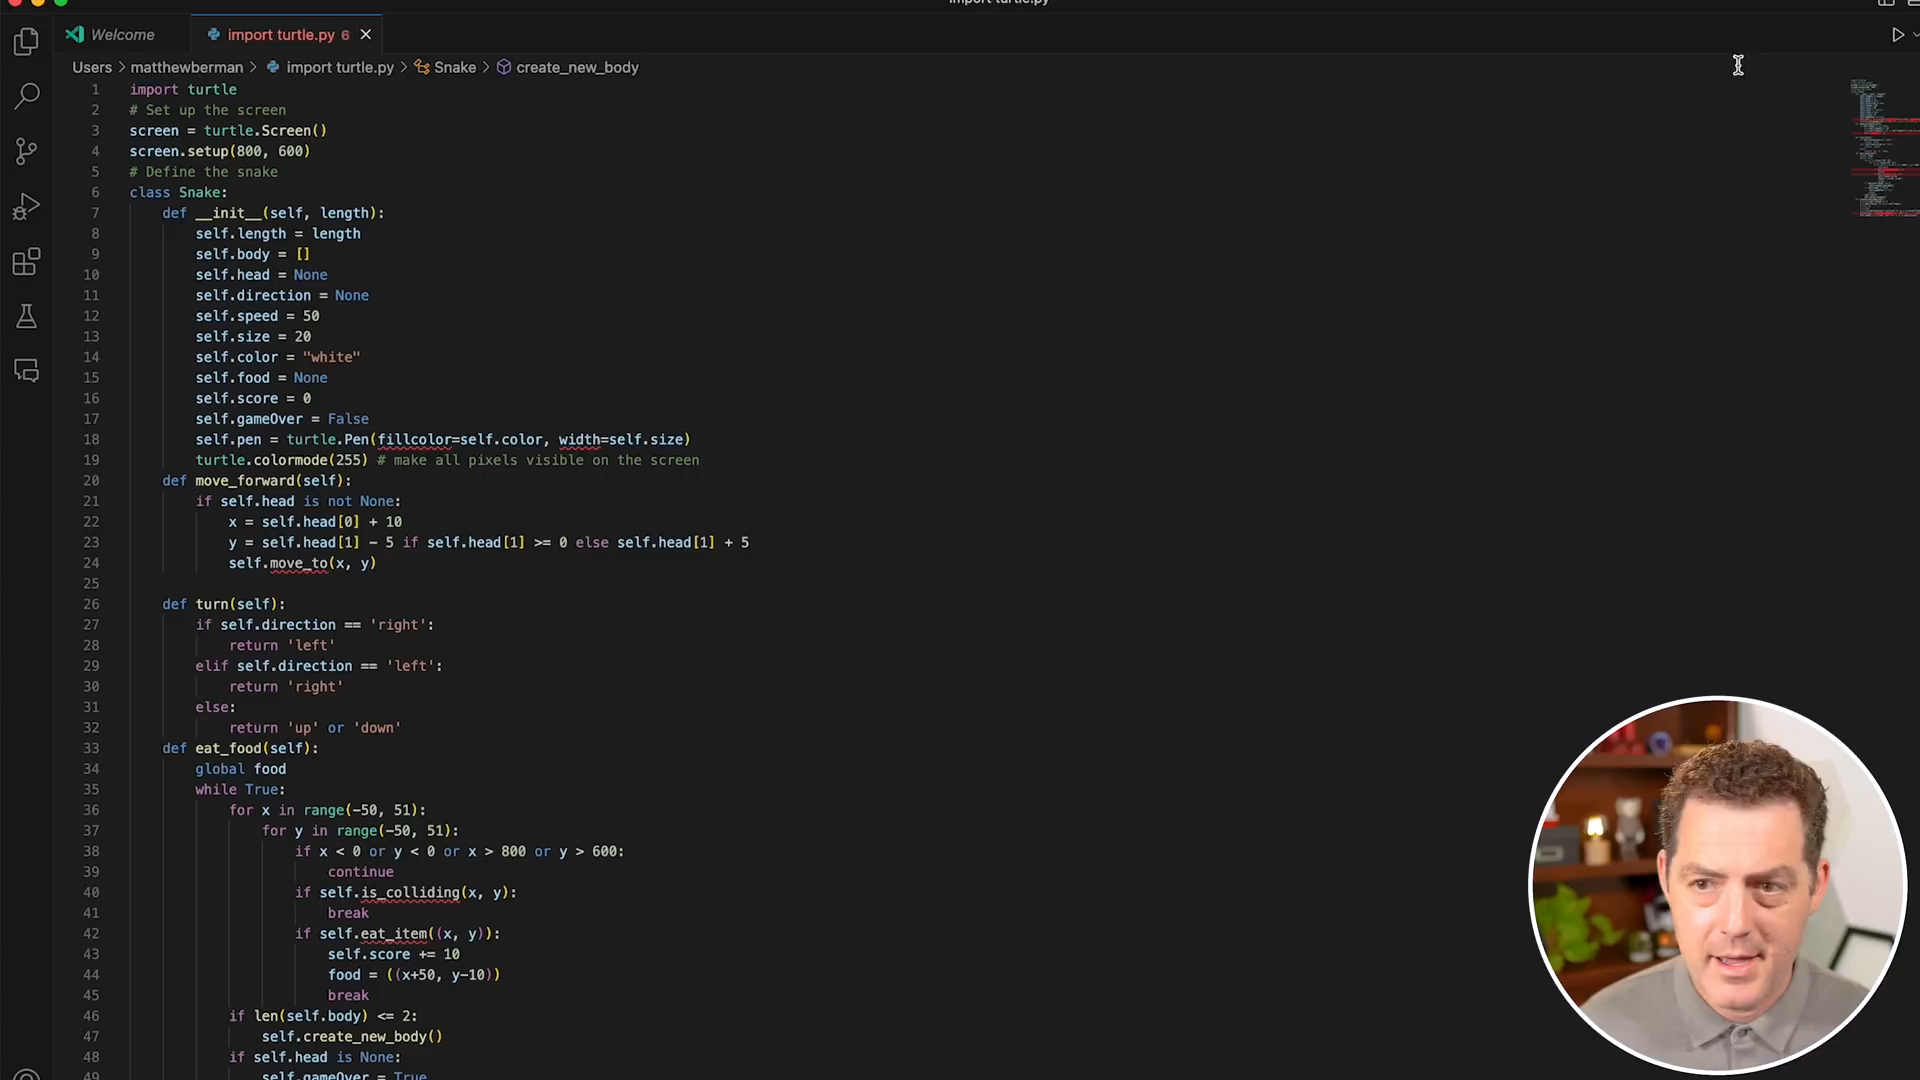 import turtle.py
Welcome
import turtle.py 6
Users > matthewberman > import turtle.py > Snake > create_new_body
1 import turtle
2 # Set up the screen
3 screen = turtle.Screen()
4 screen.setup(800, 600)
5 # Define the snake
6 class Snake:
7 def __init__(self, length):
8 self.length = length
9 self.body = []
10 self.head = None
11 self.direction = None
12 self.speed = 50
13 self.size = 20
14 self.color = "white"
15 self.food = None
16 self.score = 0
17 self.gameOver = False
18 self.pen = turtle.Pen(fillcolor=self.color, width=self.size)
19 turtle.colormode(255) # make all pixels visible on the screen
20 def move_forward(self):
21 if self.head is not None:
22 x = self.head[0] + 10
23 y = self.head[1] - 5 if self.head[1] >= 0 else self.head[1] + 5
24 self.move_to(x, y)
25
26 def turn(self):
27 if self.direction == 'right':
28 return 'left'
29 elif self.direction == 'left':
30 return 'right'
31 else:
32 return 'up' or 'down'
33 def eat_food(self):
34 global food
35 while True:
36 for x in range(-50, 51):
37 for y in range(-50, 51):
38 if x < 0 or y < 0 or x > 800 or y > 600:
39 continue
40 if self.is_colliding(x, y):
41 break
42 if self.eat_item((x, y)):
43 self.score += 10
44 food = ((x+50, y-10))
45 break
46 if len(self.body) <= 2:
47 self.create_new_body()
48 if self.head is None:
49 self.gameOver = True